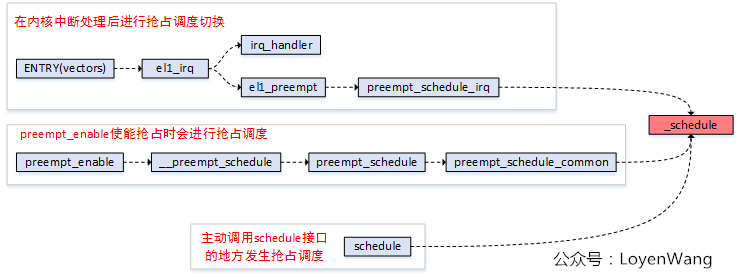 在内核中断处理后进行抢占调度切换
irq_handler
ENTRY(vectors)
el1_irq
el1_preempt
preempt_schedule_irq
_schedule
preempt_enable使能抢占时会进行抢占调度
preempt_enable
__preempt_schedule
preempt_schedule
preempt_schedule_common
主动调用schedule接口
的地方发生抢占调度
schedule
公众号：LoyenWang